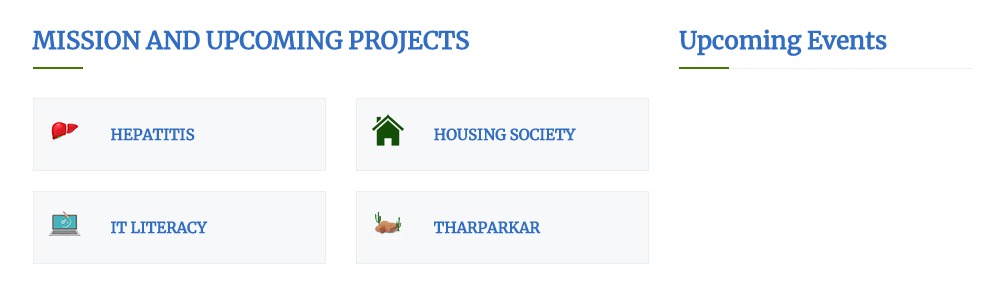 MISSION AND UPCOMING PROJECTS
HEPATITIS
HOUSING SOCIETY
IT LITERACY
THARPARKAR
Upcoming Events